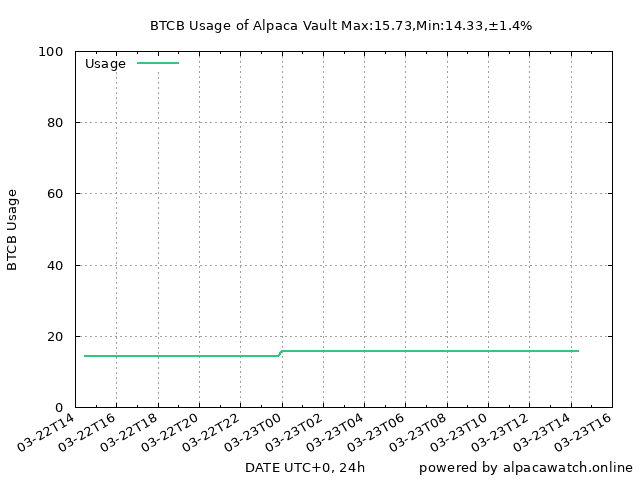 BTCB Usage of Alpaca Vault Max:15.73,Min:14.33,±1.4%
Usage
100
80
60
40
20
0
BTCB Usage
03-22T14
03-22T16
03-22T18
03-22T20
03-22T22
03-23T00
03-23T02
03-23T04
03-23T06
03-23T08
03-23T10
03-23T12
03-23T14
03-23T16
DATE UTC+0, 24h
powered by alpacawatch.online